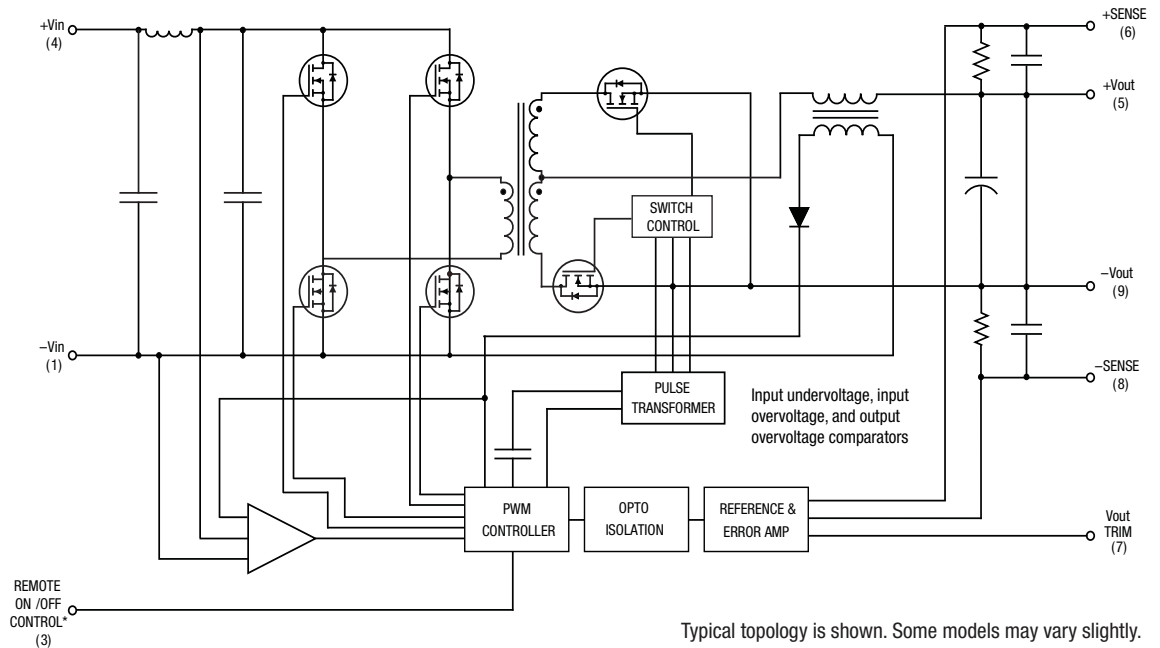 +Vin
(4)
+SENSE
(6)
+Vout
(5)
SWITCH
CONTROL
−Vout
(9)
−Vin
(1)
−SENSE
(8)
PULSE
TRANSFORMER
Input undervoltage, input
overvoltage, and output
overvoltage comparators
PWM
CONTROLLER
OPTO
ISOLATION
REFERENCE &
ERROR AMP
Vout
TRIM
(7)
REMOTE
ON /OFF
CONTROL*
(3)
Typical topology is shown. Some models may vary slightly.